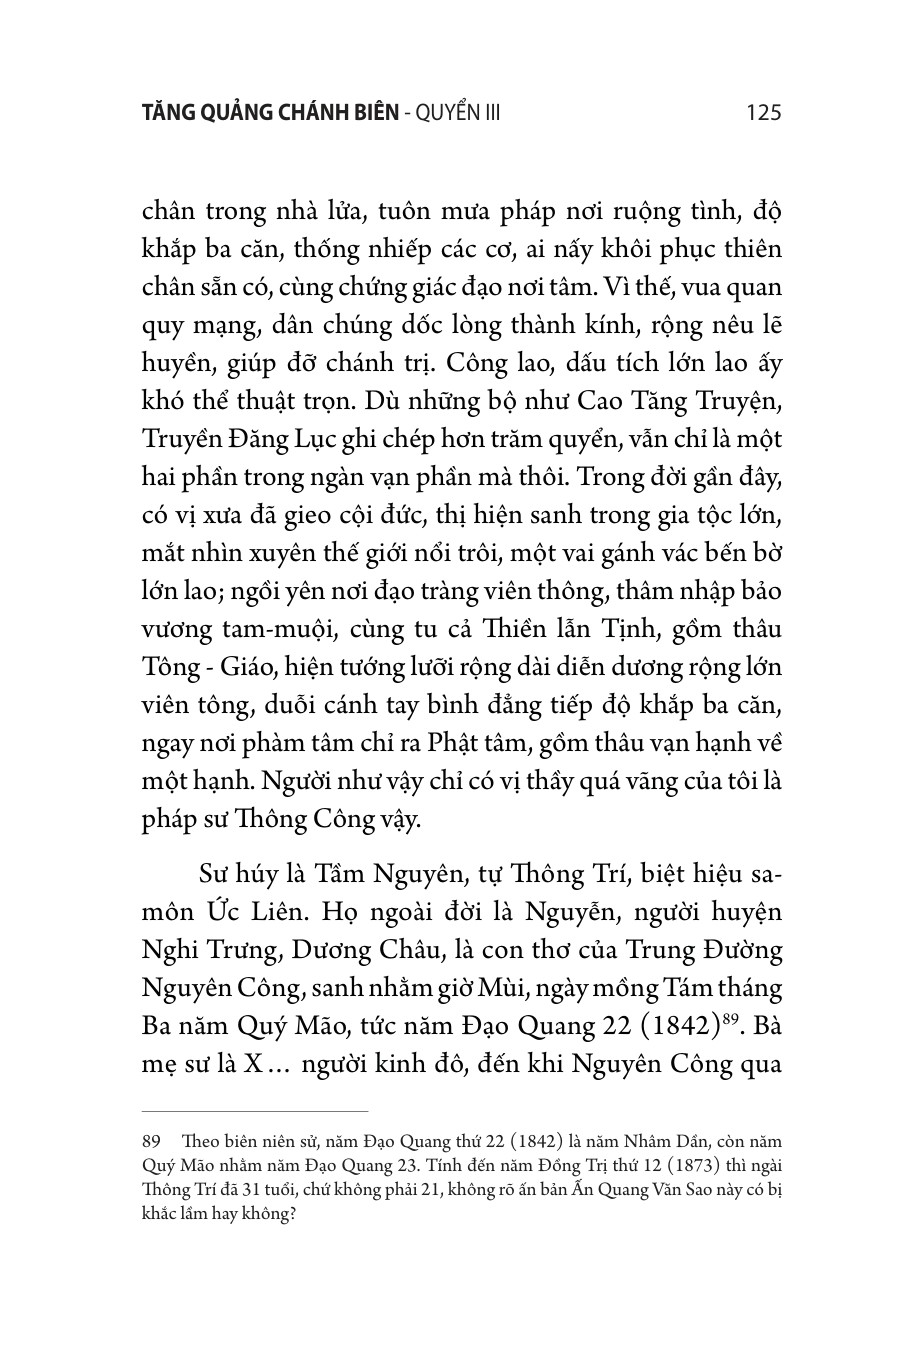 TĂNG QUẢNG CHÁNH BIÊN - QUYỂN III 125
chân trong nhà lửa, tuôn mưa pháp nơi ruộng tình, độ
khắp ba căn, thống nhiếp các cơ, ai nấy khôi phục thiên
chân sẵn có, cùng chứng giác đạo nơi tâm. Vì thế, vua quan
quy mạng, dân chúng dốc lòng thành kính, rộng nêu lẽ
huyền, giúp đỡ chánh trị. Công lao, dấu tích lớn lao ấy
khó thể thuật trọn. Dù những bộ như Cao Tăng Truyện,
Truyền Đăng Lục ghi chép hơn trăm quyển, vẫn chỉ là một
hai phần trong ngàn vạn phần mà thôi. Trong đời gần đây,
có vị xưa đã gieo cội đức, thị hiện sanh trong gia tộc lớn,
mắt nhìn xuyên thế giới nổi trôi, một vai gánh vác bến bờ
lớn lao; ngồi yên nơi đạo tràng viên thông, thâm nhập bảo
vương tam-muội, cùng tu cả Thiền lẫn Tịnh, gồm thâu
Tông - Giáo, hiện tướng lưỡi rộng dài diễn dương rộng lớn
viên tông, duỗi cánh tay bình đẳng tiếp độ khắp ba căn,
ngay nơi phàm tâm chỉ ra Phật tâm, gồm thâu vạn hạnh về
một hạnh. Người như vậy chỉ có vị thầy quá vãng của tôi là
pháp sư Thông Công vậy.
Sư húy là Tầm Nguyên, tự Thông Trí, biệt hiệu sa-
môn Ức Liên. Họ ngoài đời là Nguyễn, người huyện
Nghi Trưng, Dương Châu, là con thơ của Trung Đường
Nguyên Công, sanh nhằm giờ Mùi, ngày mồng Tám tháng
Ba năm Quý Mão, tức năm Đạo Quang 22 (1842)89. Bà
mẹ sư là X… người kinh đô, đến khi Nguyên Công qua
89 Theo biên niên sử, năm Đạo Quang thứ 22 (1842) là năm Nhâm Dần, còn năm
Quý Mão nhằm năm Đạo Quang 23. Tính đến năm Đồng Trị thứ 12 (1873) thì ngài
Thông Trí đã 31 tuổi, chứ không phải 21, không rõ ấn bản Ấn Quang Văn Sao này có bị
khắc lầm hay không?